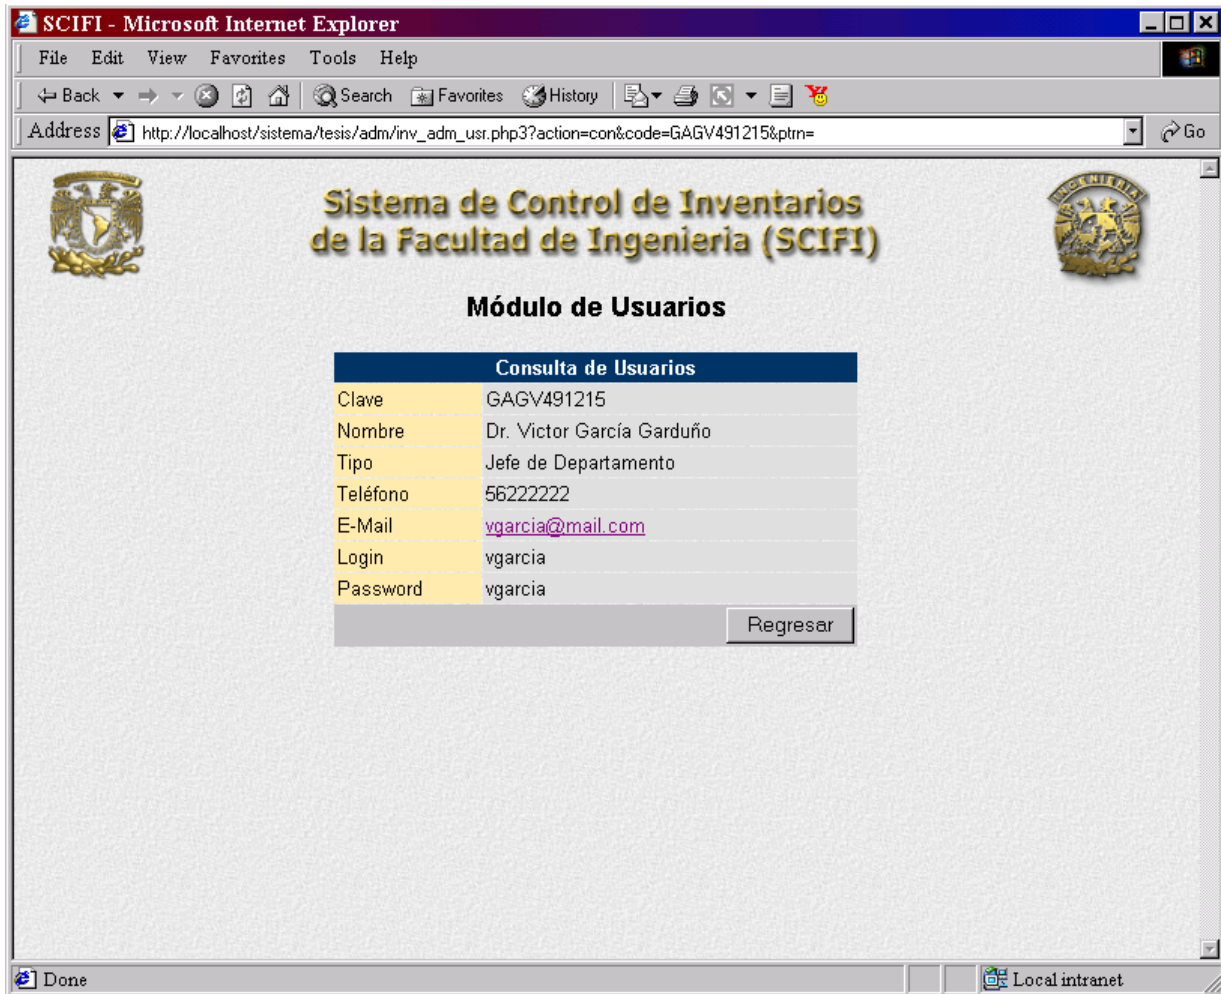 SCIFI - Microsoft Internet Explorer
File Edit View Favorites Tools Help
Back Search Favorites History
Address http://localhost/sistema/tesis/adm/inv_adm_usr.php3?action=con&code=GAGV491215&ptrn= Go
Sistema de Control de Inventarios
de la Facultad de Ingenieria (SCIFI)
INGENIERIA
Módulo de Usuarios
Consulta de Usuarios
Clave GAGV491215
Nombre Dr. Victor García Garduño
Tipo Jefe de Departamento
Teléfono 56222222
E-Mail vgarcia@mail.com
Login vgarcia
Password vgarcia
Regresar
Done Local intranet